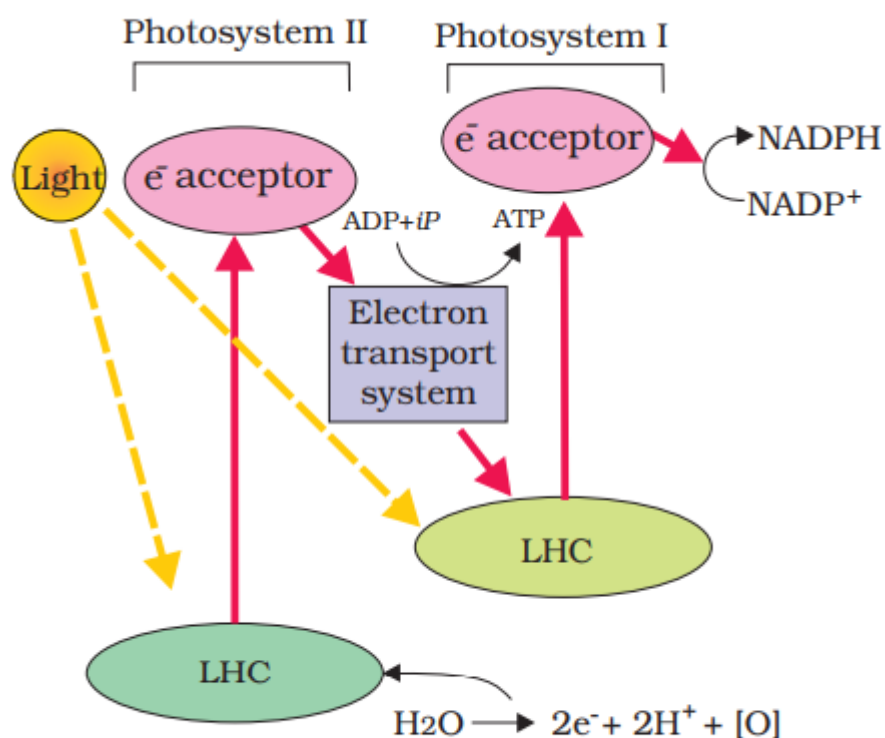 Photosystem II
Photosystem I
Light
e⁻ acceptor
e⁻ acceptor
NADPH
NADP⁺
ADP+iP
ATP
Electron
transport
system
LHC
LHC
H2O → 2e⁻+ 2H⁺ + [O]